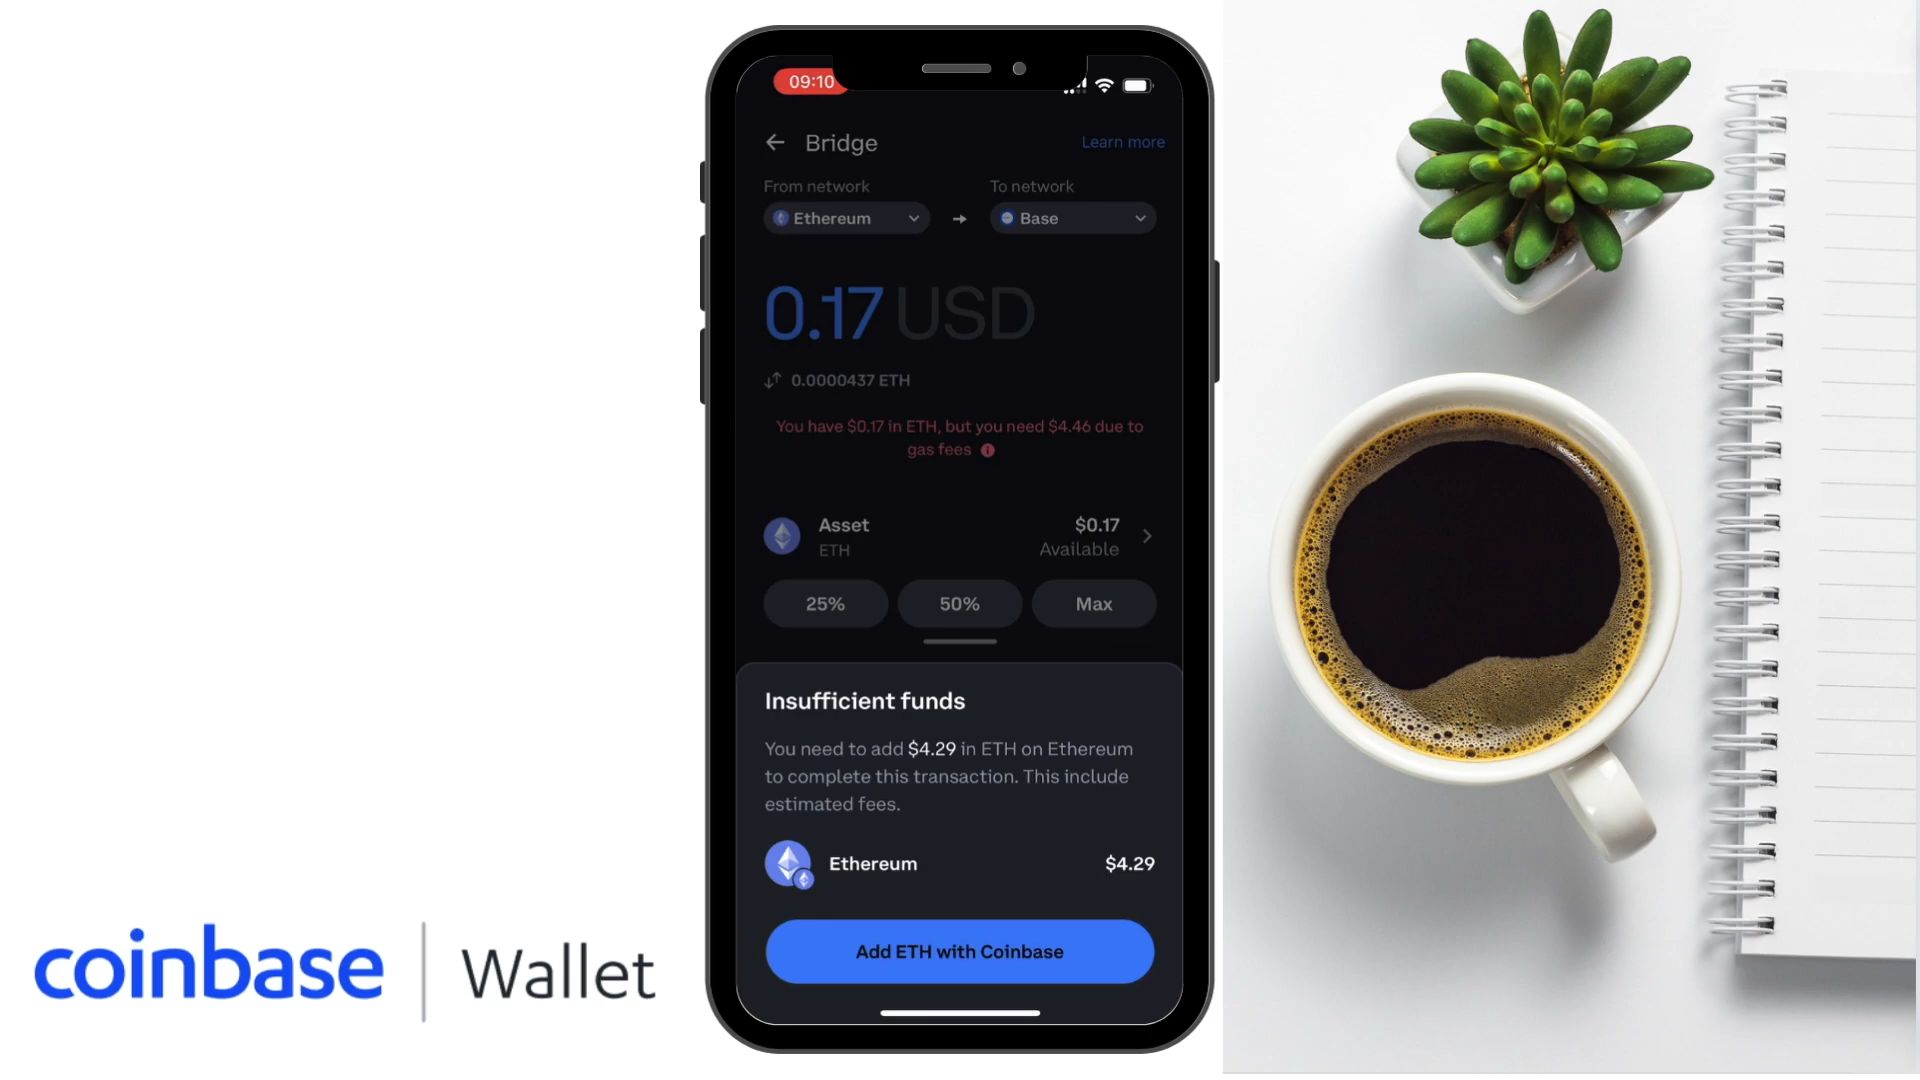 09:10
Bridge
Learn more
From network
To network
Ethereum
Base
0.17 USD
0.0000437 ETH
You have $0.17 in ETH, but you need $4.46 due to
gas fees
Asset
$0.17
ETH
Available
25%
50%
Max
Insufficient funds
You need to add $4.29 in ETH on Ethereum
to complete this transaction. This include
estimated fees.
Ethereum
$4.29
Add ETH with Coinbase
coinbase | Wallet